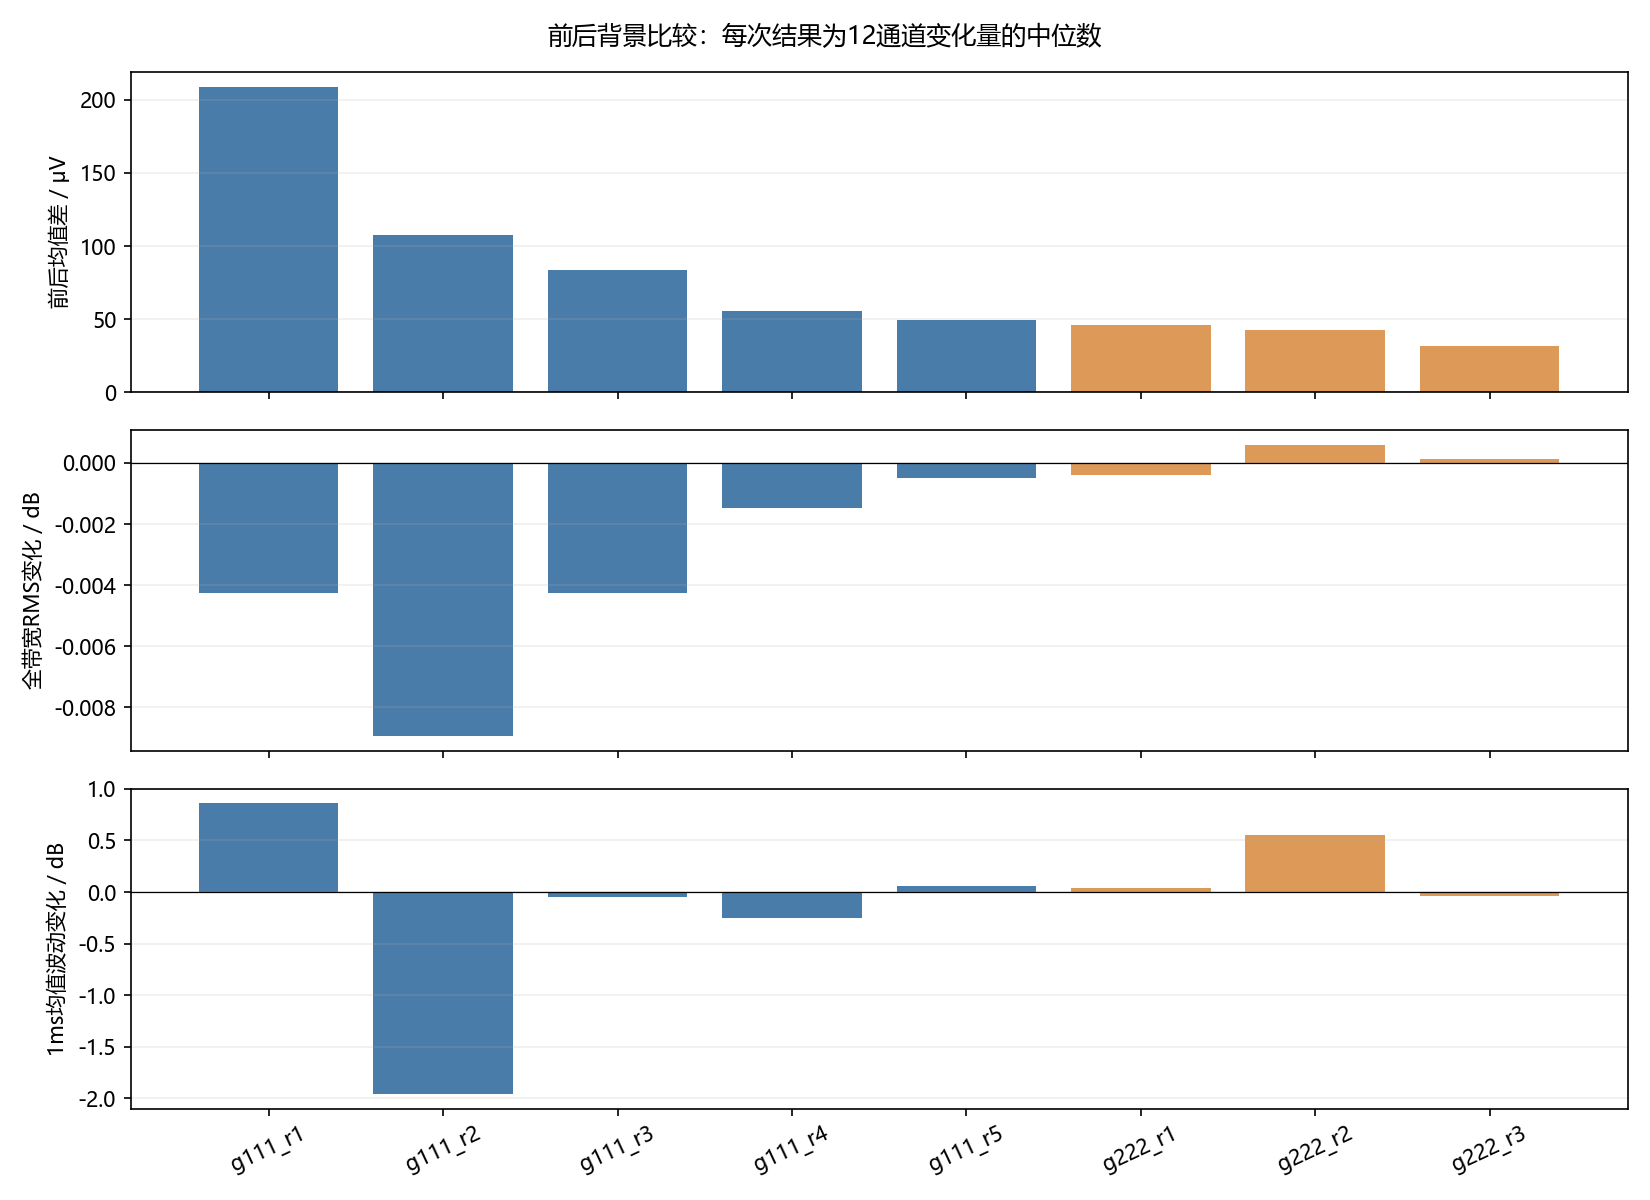 前后背景比较：每次结果为12通道变化量的中位数
前后均值差 / μV
200
150
100
50
0
全带宽RMS变化 / dB
0.000
-0.002
-0.004
-0.006
-0.008
1ms均值波动变化 / dB
1.0
0.5
0.0
-0.5
-1.0
-1.5
-2.0
g111_r1
g111_r2
g111_r3
g111_r4
g111_r5
g222_r1
g222_r2
g222_r3